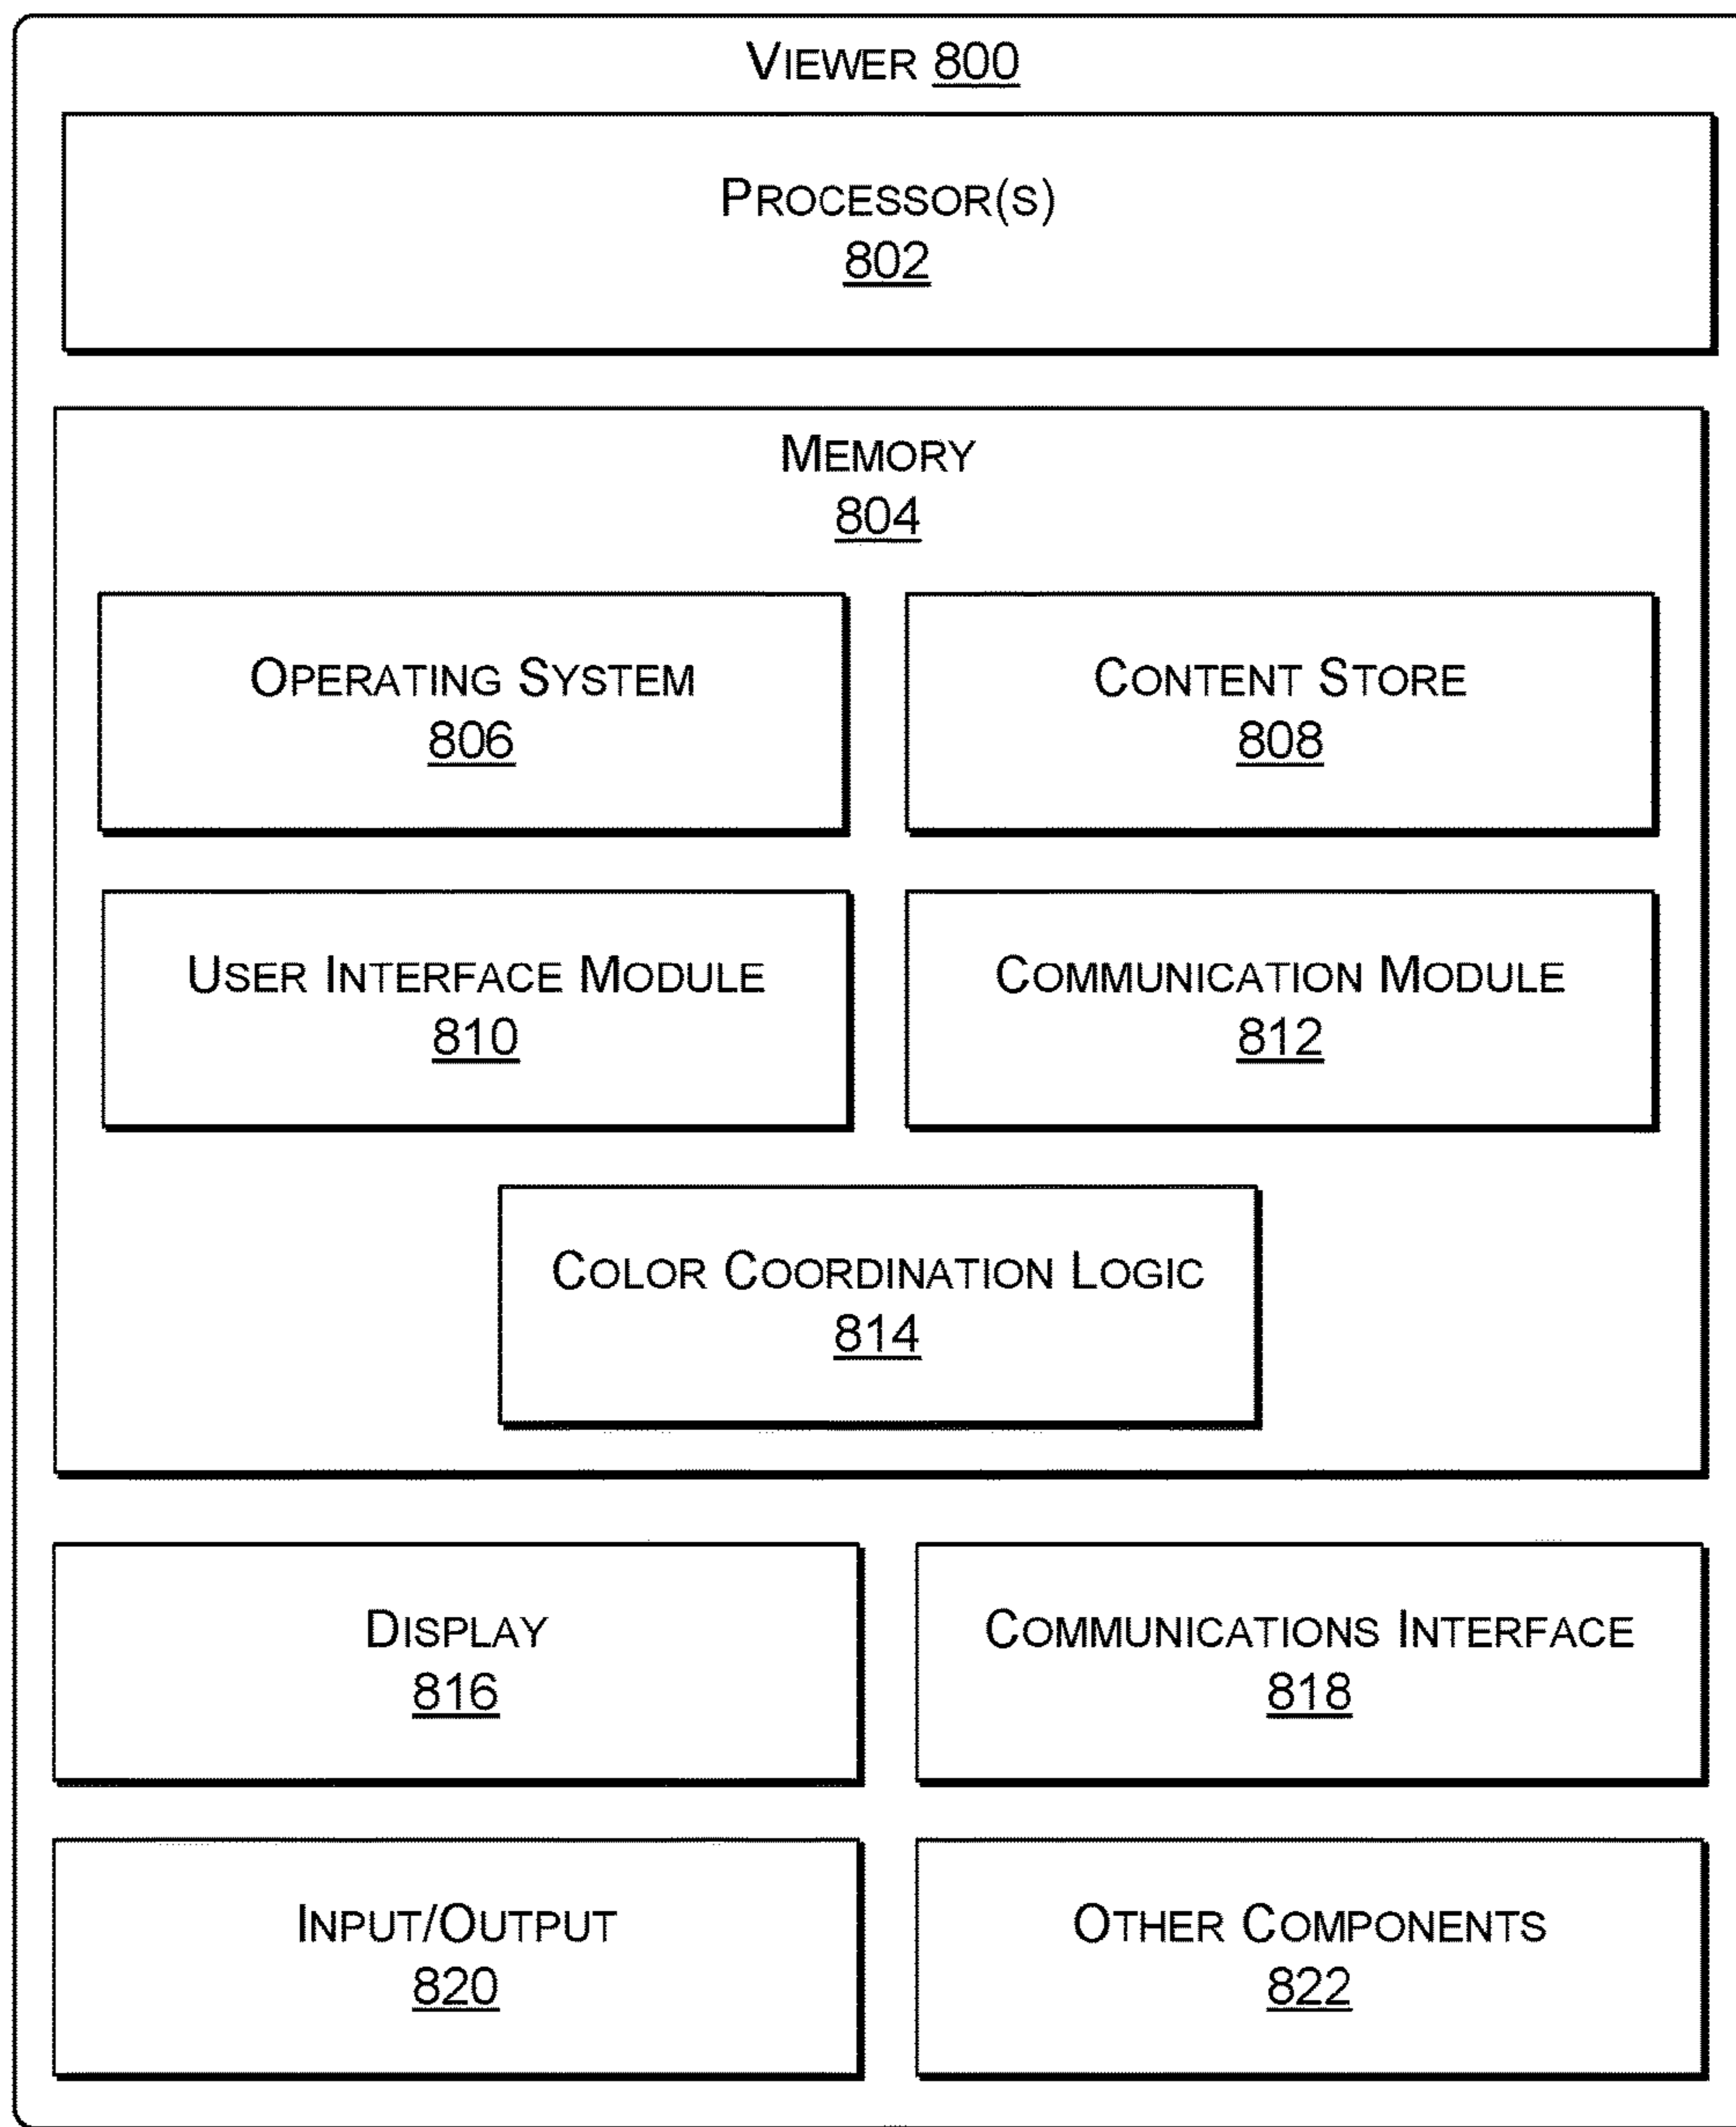 VIEWER 800
PROCESSOR(S)
802
MEMORY
804
OPERATING SYSTEM
806
CONTENT STORE
808
USER INTERFACE MODULE
810
COMMUNICATION MODULE
812
COLOR COORDINATION LOGIC
814
DISPLAY
816
COMMUNICATIONS INTERFACE
818
INPUT/OUTPUT
820
OTHER COMPONENTS
822